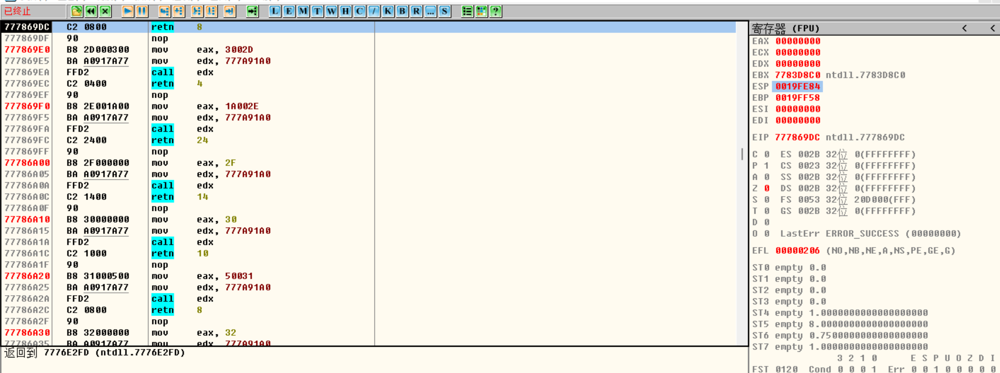 已终止 L E M T W H C / K B R ... S ?
777869DC C2 0800 retn 8
777869DF 90 nop
777869E0 B8 2D000300 mov eax, 3002D
777869E5 BA A0917A77 mov edx, 777A91A0
777869EA FFD2 call edx
777869EC C2 0400 retn 4
777869EF 90 nop
777869F0 B8 2E001A00 mov eax, 1A002E
777869F5 BA A0917A77 mov edx, 777A91A0
777869FA FFD2 call edx
777869FC C2 2400 retn 24
777869FF 90 nop
77786A00 B8 2F000000 mov eax, 2F
77786A05 BA A0917A77 mov edx, 777A91A0
77786A0A FFD2 call edx
77786A0C C2 1400 retn 14
77786A0F 90 nop
77786A10 B8 30000000 mov eax, 30
77786A15 BA A0917A77 mov edx, 777A91A0
77786A1A FFD2 call edx
77786A1C C2 1000 retn 10
77786A1F 90 nop
77786A20 B8 31000500 mov eax, 50031
77786A25 BA A0917A77 mov edx, 777A91A0
77786A2A FFD2 call edx
77786A2C C2 0800 retn 8
77786A2F 90 nop
77786A30 B8 32000000 mov eax, 32
77786A35 BA A0917A77 mov edx, 777A91A0
返回到 7776E2FD (ntdll.7776E2FD)
寄存器 (FPU) < <
EAX 00000000
ECX 00000000
EDX 00000000
EBX 7783D8C0 ntdll.7783D8C0
ESP 0019FE84
EBP 0019FF58
ESI 00000000
EDI 00000000
EIP 777869DC ntdll.777869DC
C 0 ES 002B 32位 0(FFFFFFFF)
P 1 CS 0023 32位 0(FFFFFFFF)
A 0 SS 002B 32位 0(FFFFFFFF)
Z 0 DS 002B 32位 0(FFFFFFFF)
S 0 FS 0053 32位 20D000(FFF)
T 0 GS 002B 32位 0(FFFFFFFF)
D 0
O 0 LastErr ERROR_SUCCESS (00000000)
EFL 00000206 (NO,NB,NE,A,NS,PE,GE,G)
ST0 empty 0.0
ST1 empty 0.0
ST2 empty 0.0
ST3 empty 0.0
ST4 empty 1.0000000000000000000
ST5 empty 8.0000000000000000000
ST6 empty 0.7500000000000000000
ST7 empty 1.0000000000000000000
3 2 1 0 E S P U O Z D I
FST 0120 Cond 0 0 0 1 Err 0 0 1 0 0 0 0 0